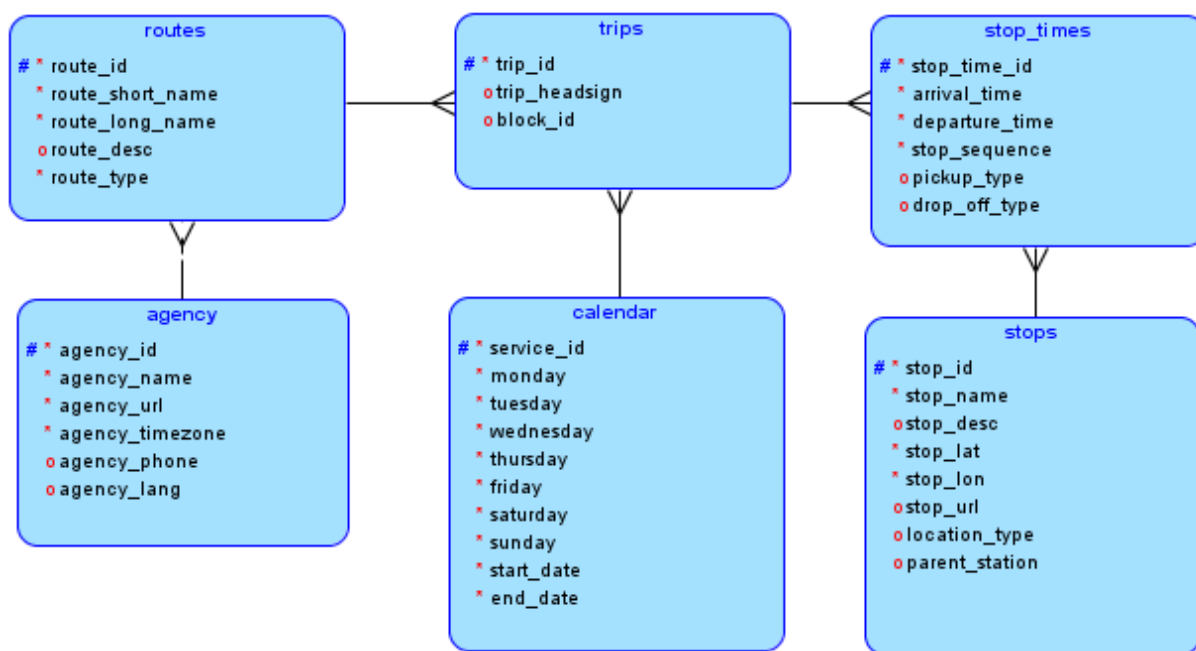 routes
# * route_id
* route_short_name
* route_long_name
o route_desc
* route_type
trips
# * trip_id
o trip_headsign
o block_id
stop_times
# * stop_time_id
* arrival_time
* departure_time
* stop_sequence
o pickup_type
o drop_off_type
agency
# * agency_id
* agency_name
* agency_url
* agency_timezone
o agency_phone
o agency_lang
calendar
# * service_id
* monday
* tuesday
* wednesday
* thursday
* friday
* saturday
* sunday
* start_date
* end_date
stops
# * stop_id
* stop_name
o stop_desc
* stop_lat
* stop_lon
o stop_url
o location_type
o parent_station